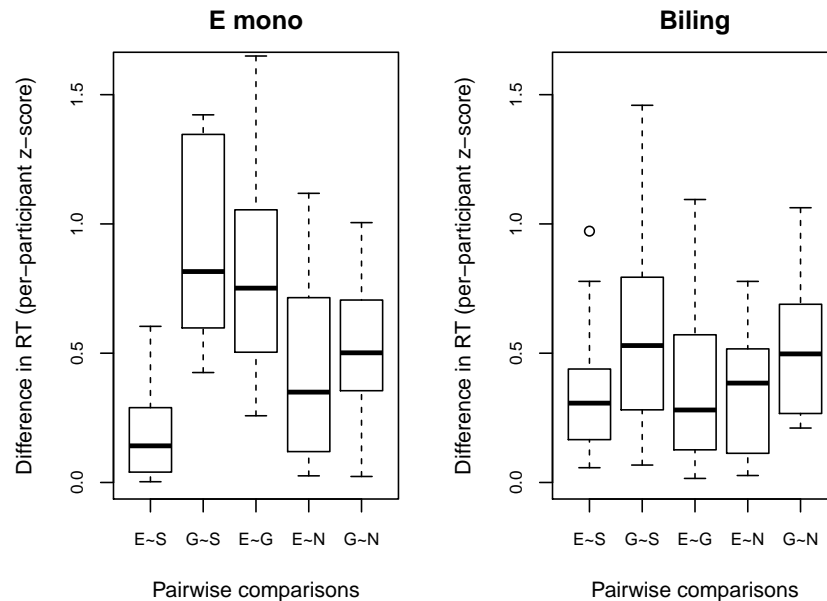 E mono
Difference in RT (per−participant z−score)
1.5
1.0
0.5
0.0
E~S G~S E~G E~N G~N
Pairwise comparisons
Biling
Difference in RT (per−participant z−score)
1.5
1.0
0.5
0.0
E~S G~S E~G E~N G~N
Pairwise comparisons